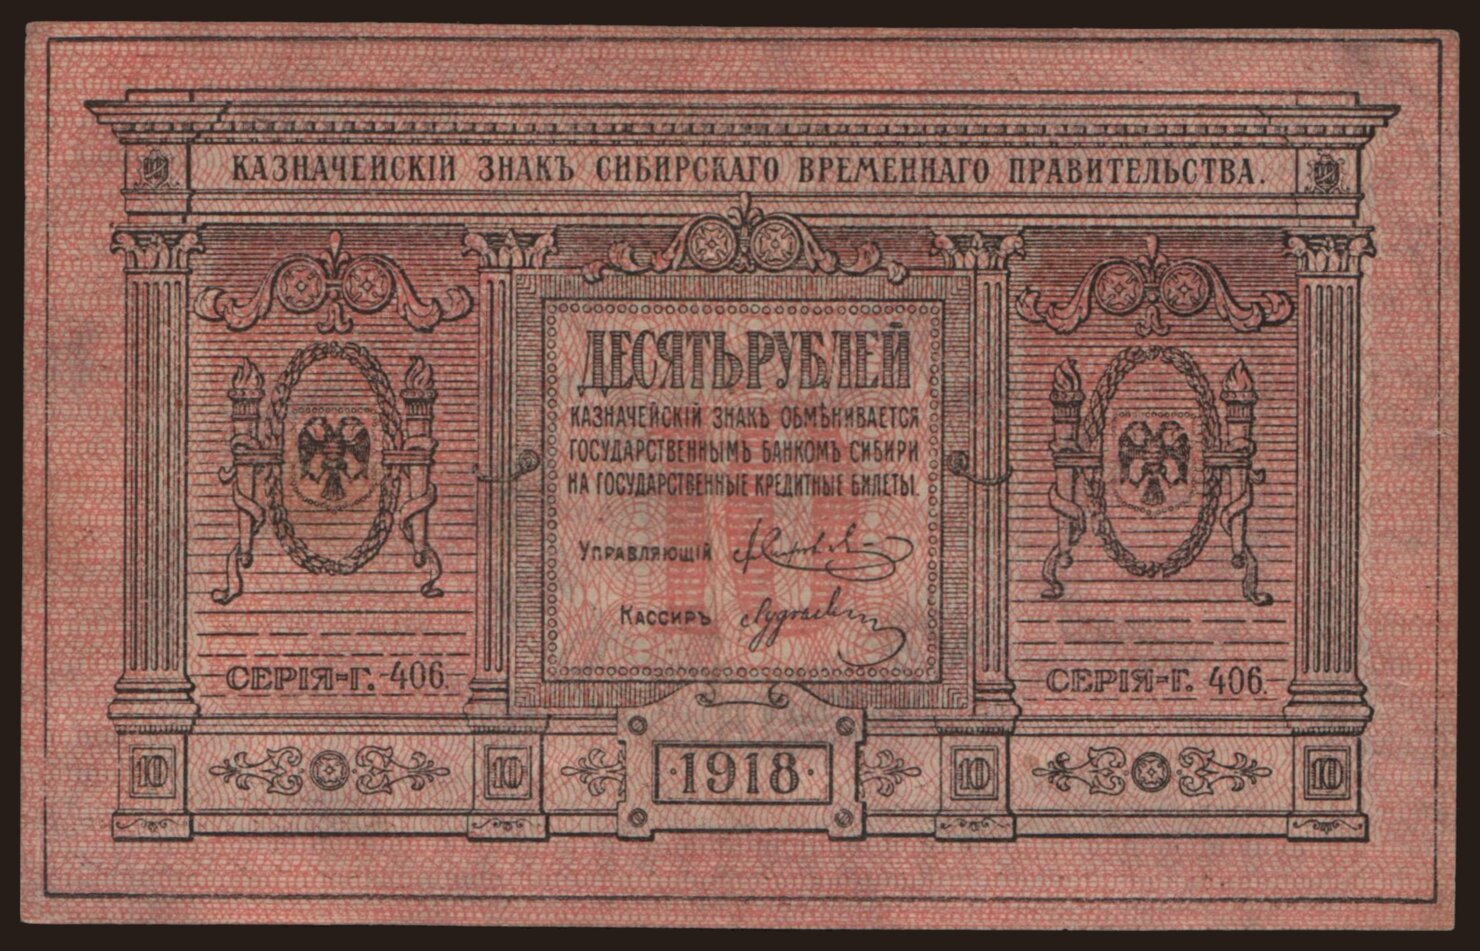 КАЗНАЧЕЙСКІЙ ЗНАКЪ СИБИРСКАГО ВРЕМЕННАГО ПРАВИТЕЛЬСТВА.
ДЕСЯТЬ РУБЛЕЙ
КАЗНАЧЕЙСКІЙ ЗНАКЪ ОБМѢНИВАЕТСЯ
ГОСУДАРСТВЕННЫМЪ БАНКОМЪ СИБИРИ
НА ГОСУДАРСТВЕННЫЕ КРЕДИТНЫЕ БИЛЕТЫ.
УПРАВЛЯЮЩІЙ
КАССИРЪ
СЕРІЯ-Г. 406.
СЕРІЯ-Г. 406.
10
10
·1918·
10
10